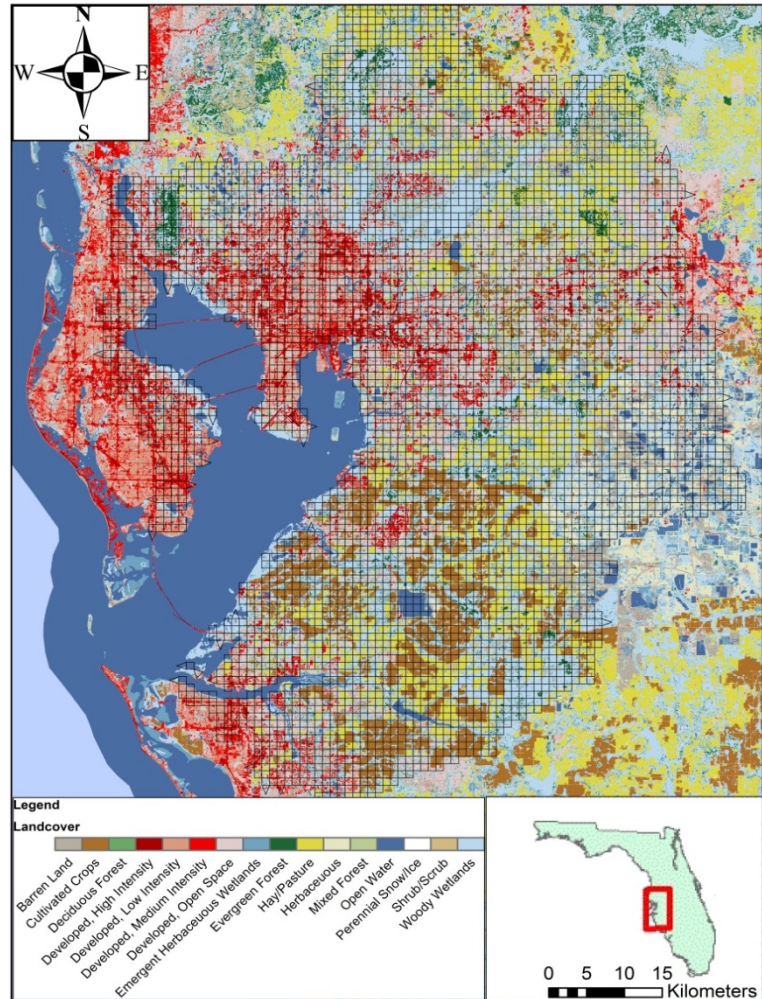 N
W E
S
Legend
Landcover
Barren Land
Cultivated Crops
Deciduous Forest
Developed, High Intensity
Developed, Low Intensity
Developed, Medium Intensity
Developed, Open Space
Emergent Herbaceous Wetlands
Evergreen Forest
Hay/Pasture
Herbaceous
Mixed Forest
Open Water
Perennial Snow/Ice
Shrub/Scrub
Woody Wetlands
0 5 10 15
Kilometers